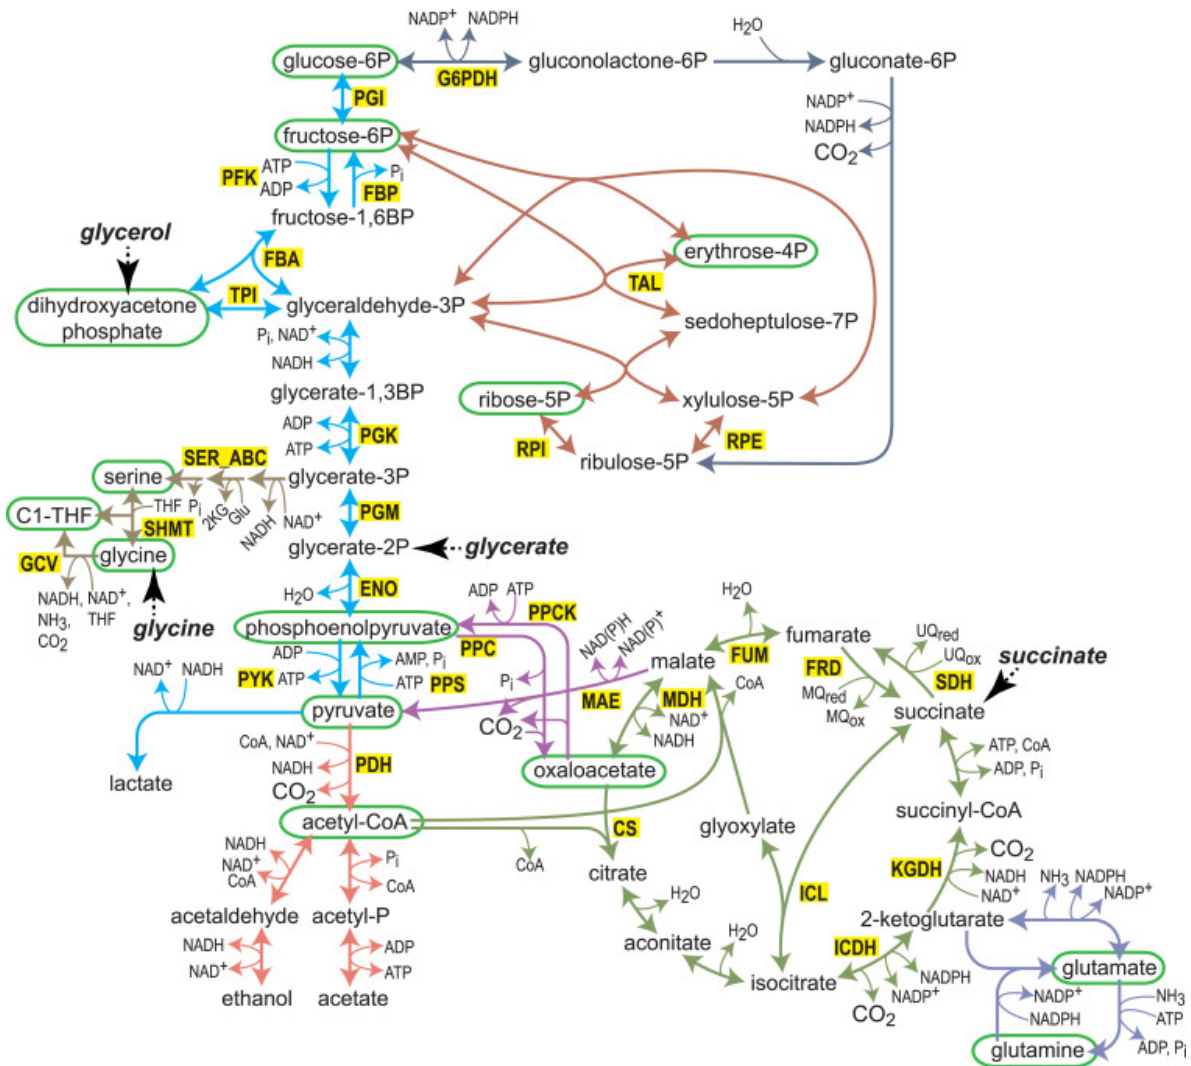 NADP+ NADPH
H2O
glucose-6P
gluconolactone-6P
gluconate-6P
G6PDH
PGI
NADP+
NADPH
CO2
fructose-6P
ATP
ADP
PFK
Pi
FBP
fructose-1,6BP
glycerol
FBA
erythrose-4P
TPI
TAL
dihydroxyacetone
phosphate
glyceraldehyde-3P
sedoheptulose-7P
Pi, NAD+
NADH
glycerate-1,3BP
ribose-5P
xylulose-5P
ADP
ATP
PGK
RPI
RPE
ribulose-5P
SER_ABC
serine
glycerate-3P
THF
Pi
2KG
Glu
NADH
NAD+
C1-THF
SHMT
PGM
GCV
glycine
glycerate-2P
glycerate
NADH, NAD+,
NH3, THF
CO2
glycine
H2O
ENO
ADP ATP
PPCK
H2O
phosphoenolpyruvate
PPC
NAD(P)H
NAD(P)+
fumarate
UQred
UQox
malate
FUM
FRD
SDH
succinate
ADP
ATP
PYK
AMP, Pi
ATP
PPS
Pi
CoA
MQred
MQox
NAD+ NADH
MAE
MDH
NAD+
NADH
succinate
pyruvate
CO2
CoA, NAD+
NADH
CO2
PDH
oxaloacetate
ATP, CoA
ADP, Pi
lactate
acetyl-CoA
CS
glyoxylate
succinyl-CoA
CoA
citrate
NADH
NAD+
CoA
Pi
CoA
ICL
KGDH
CO2
NADH
NAD+
NH3 NADPH
NADP+
H2O
acetaldehyde
acetyl-P
2-ketoglutarate
aconitate
H2O
ICDH
NADH
NAD+
ADP
ATP
isocitrate
NADPH
NADP+
CO2
glutamate
ethanol
acetate
NADP+
NADPH
NH3
ATP
ADP, Pi
glutamine